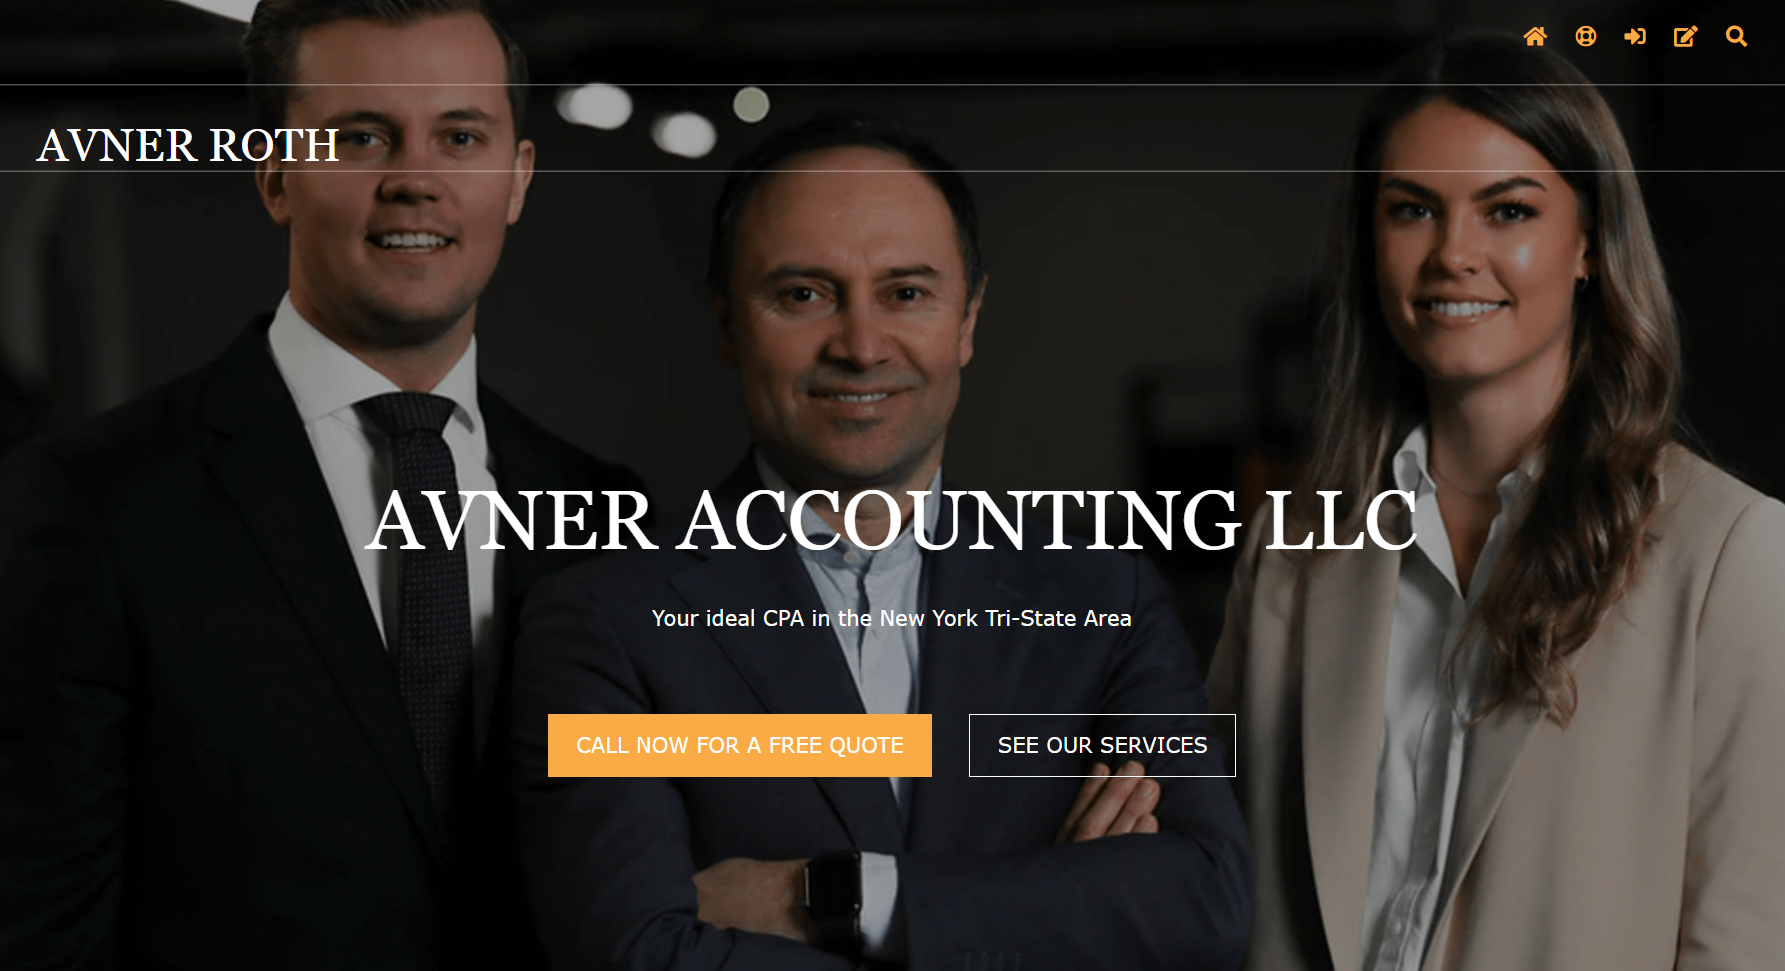 AVNER ROTH
AVNER ACCOUNTING LLC
Your ideal CPA in the New York Tri-State Area
CALL NOW FOR A FREE QUOTE
SEE OUR SERVICES